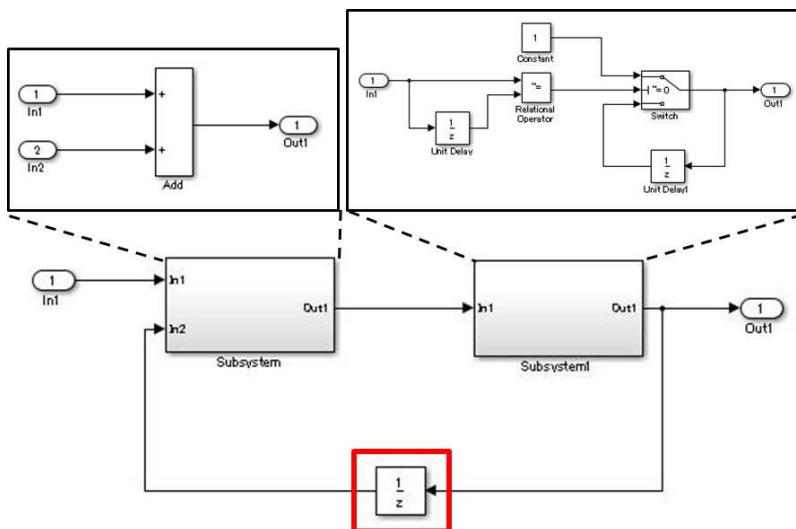 1
In1
2
In2
+
+
Add
1
Out1
1
In1
1
z
Unit Delay
1
Constant
~=
Relational
Operator
~= 0
Switch
1
z
Unit Delay1
1
Out1
1
In1
In1
In2
Out1
Subsystem
In1
Out1
Subsystem1
1
Out1
1
z